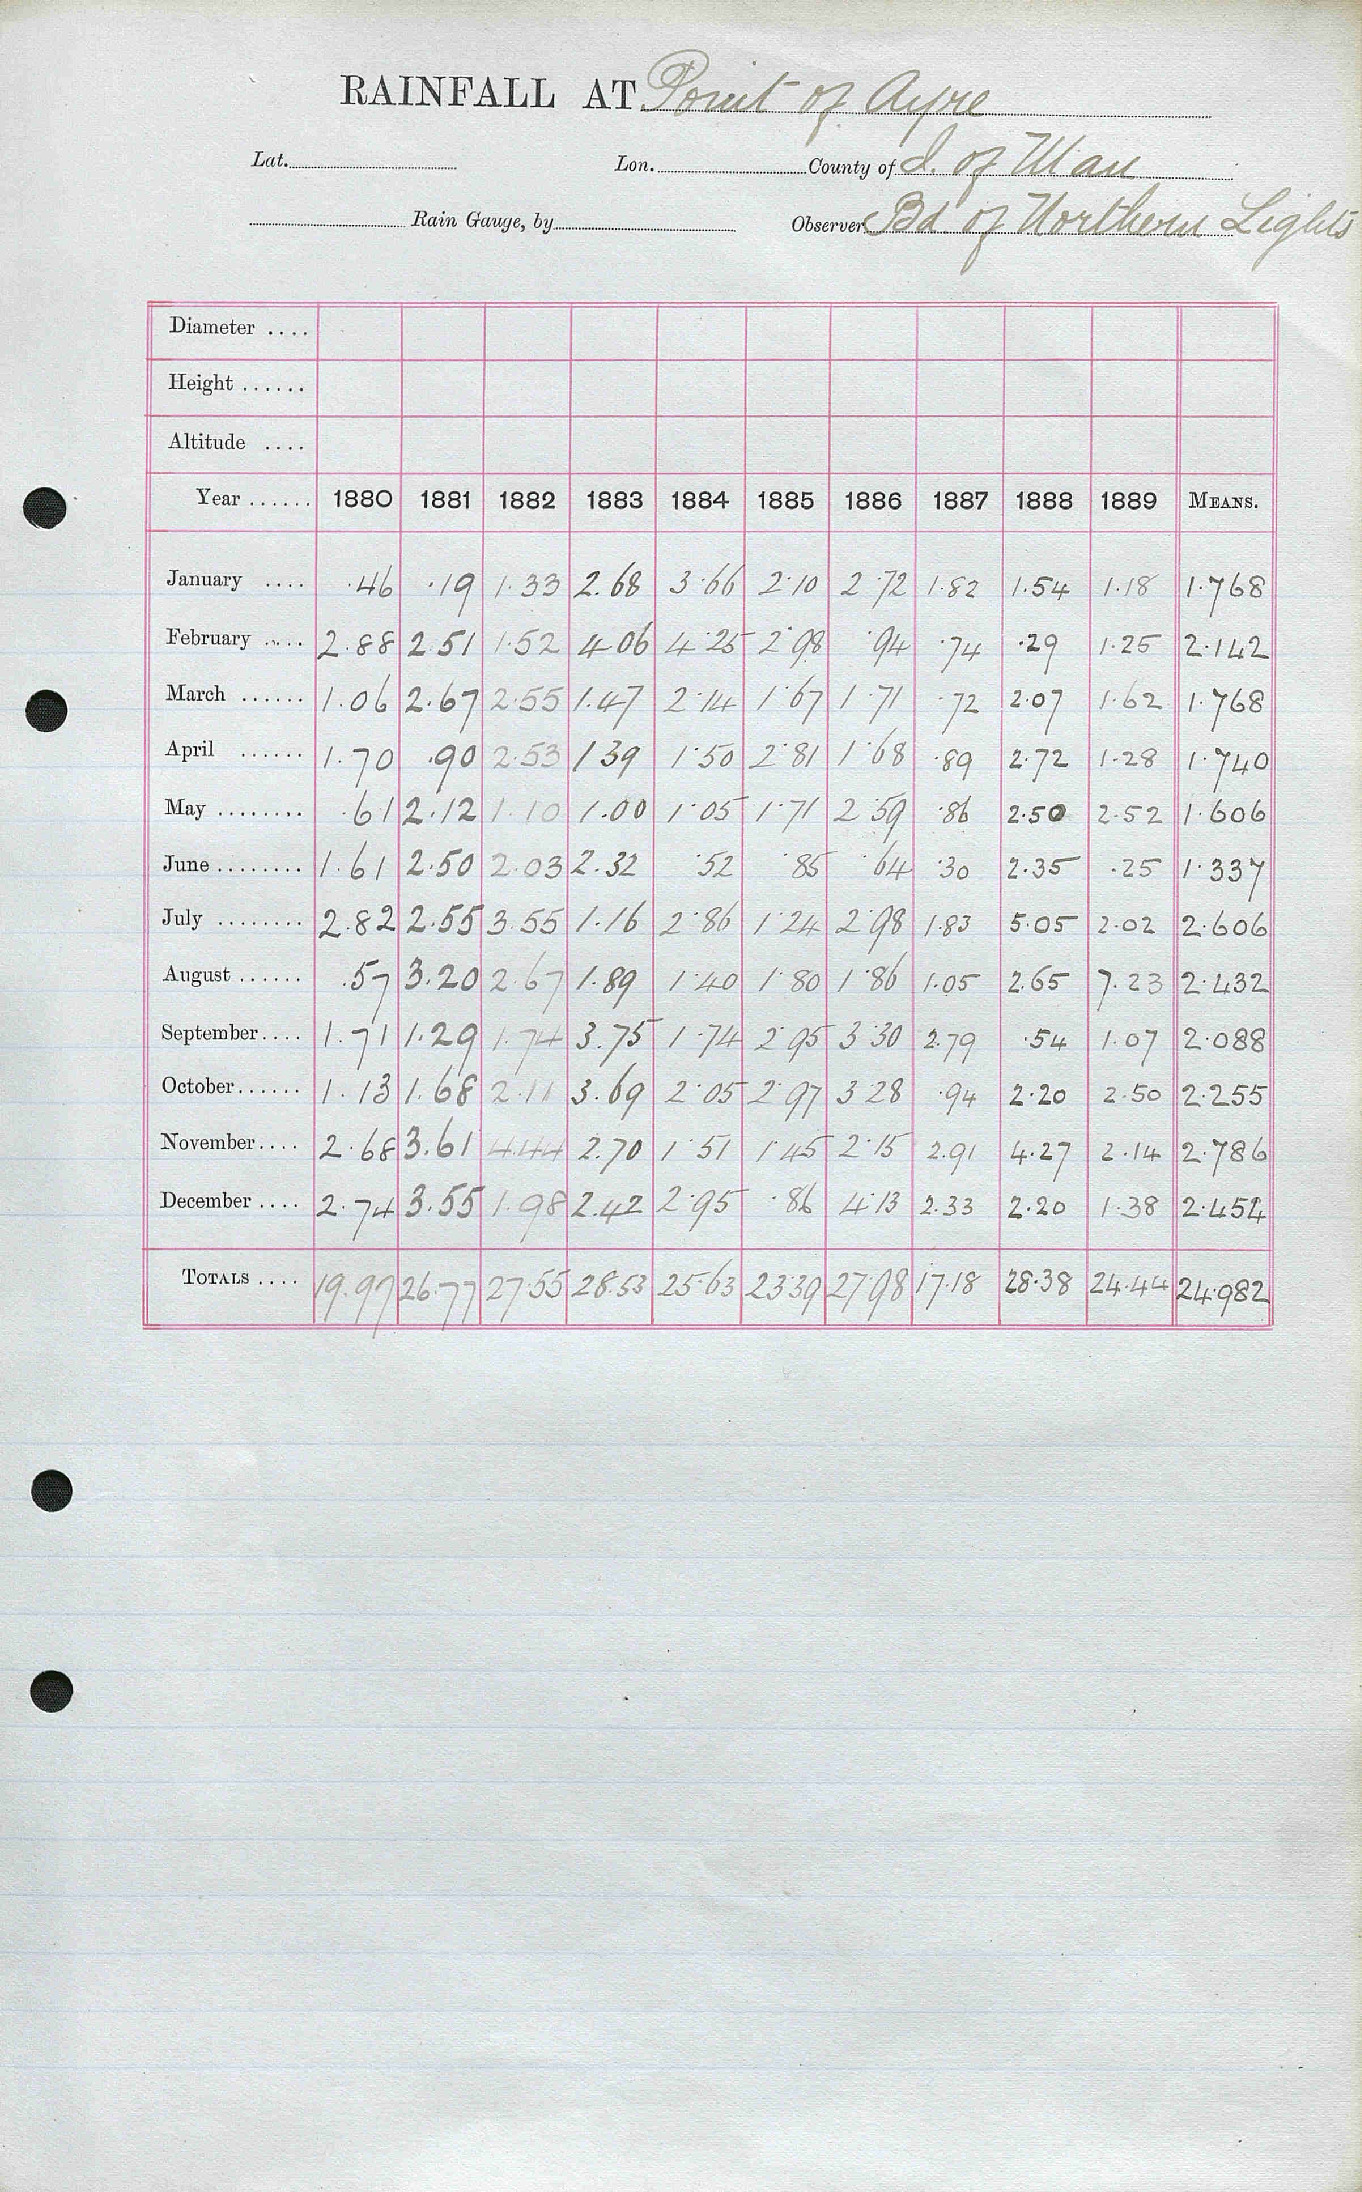 RAINFALL AT Point of Ayre
Lat. Lon. County of I. of Man
Rain Gauge, by Observer Bd of Northern Lights
Diameter ....
Height ......
Altitude ....
Year ...... 1880 1881 1882 1883 1884 1885 1886 1887 1888 1889 MEANS.
January .... .46 .19 1.33 2.68 3.66 2.10 2.72 1.82 1.54 1.18 1.768
February .... 2.88 2.51 1.52 4.06 4.25 2.98 .94 .74 .29 1.25 2.142
March ...... 1.06 2.67 2.55 1.47 2.14 1.67 1.71 .72 2.07 1.62 1.768
April ...... 1.70 .90 2.53 1.39 1.50 2.81 1.68 .89 2.72 1.28 1.740
May ........ .61 2.12 1.10 1.00 1.05 1.71 2.59 .86 2.50 2.52 1.606
June ........ 1.61 2.50 2.03 2.32 .52 .85 .64 .30 2.35 .25 1.337
July ........ 2.82 2.55 3.55 1.16 2.86 1.24 2.98 1.83 5.05 2.02 2.606
August ...... .57 3.20 2.67 1.89 1.40 1.80 1.86 1.05 2.65 7.23 2.432
September .... 1.71 1.29 1.74 3.75 1.74 2.95 3.30 2.79 .54 1.07 2.088
October ...... 1.13 1.68 2.11 3.69 2.05 2.97 3.28 .94 2.20 2.50 2.255
November .... 2.68 3.61 4.44 2.70 1.51 1.45 2.15 2.91 4.27 2.14 2.786
December .... 2.74 3.55 1.98 2.42 2.95 .86 4.13 2.33 2.20 1.38 2.454
TOTALS .... 19.97 26.77 27.55 28.53 25.63 23.39 27.98 17.18 28.38 24.44 24.982